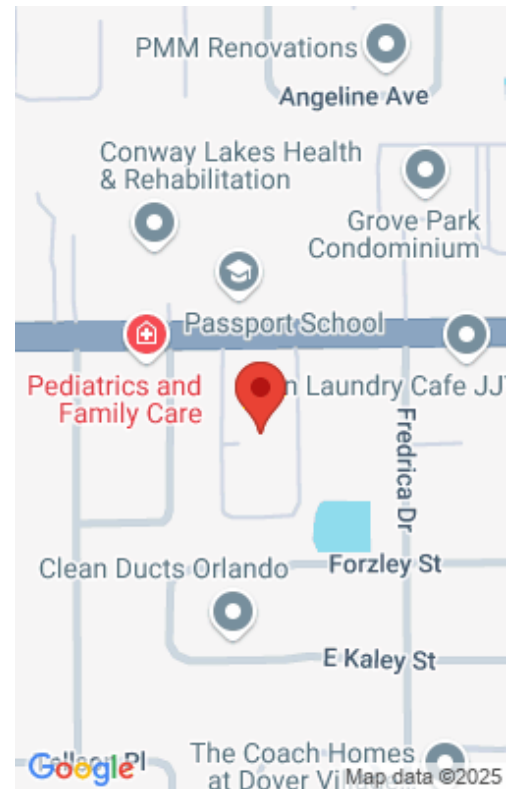 PMM Renovations
Angeline Ave
Conway Lakes Health
& Rehabilitation
Grove Park
Condominium
Passport School
Pediatrics and
Family Care
n Laundry Cafe JJ
Fredrica Dr
Clean Ducts Orlando
Forzley St
E Kaley St
Pl
The Coach Homes
at Dover
Google
Map data ©2025